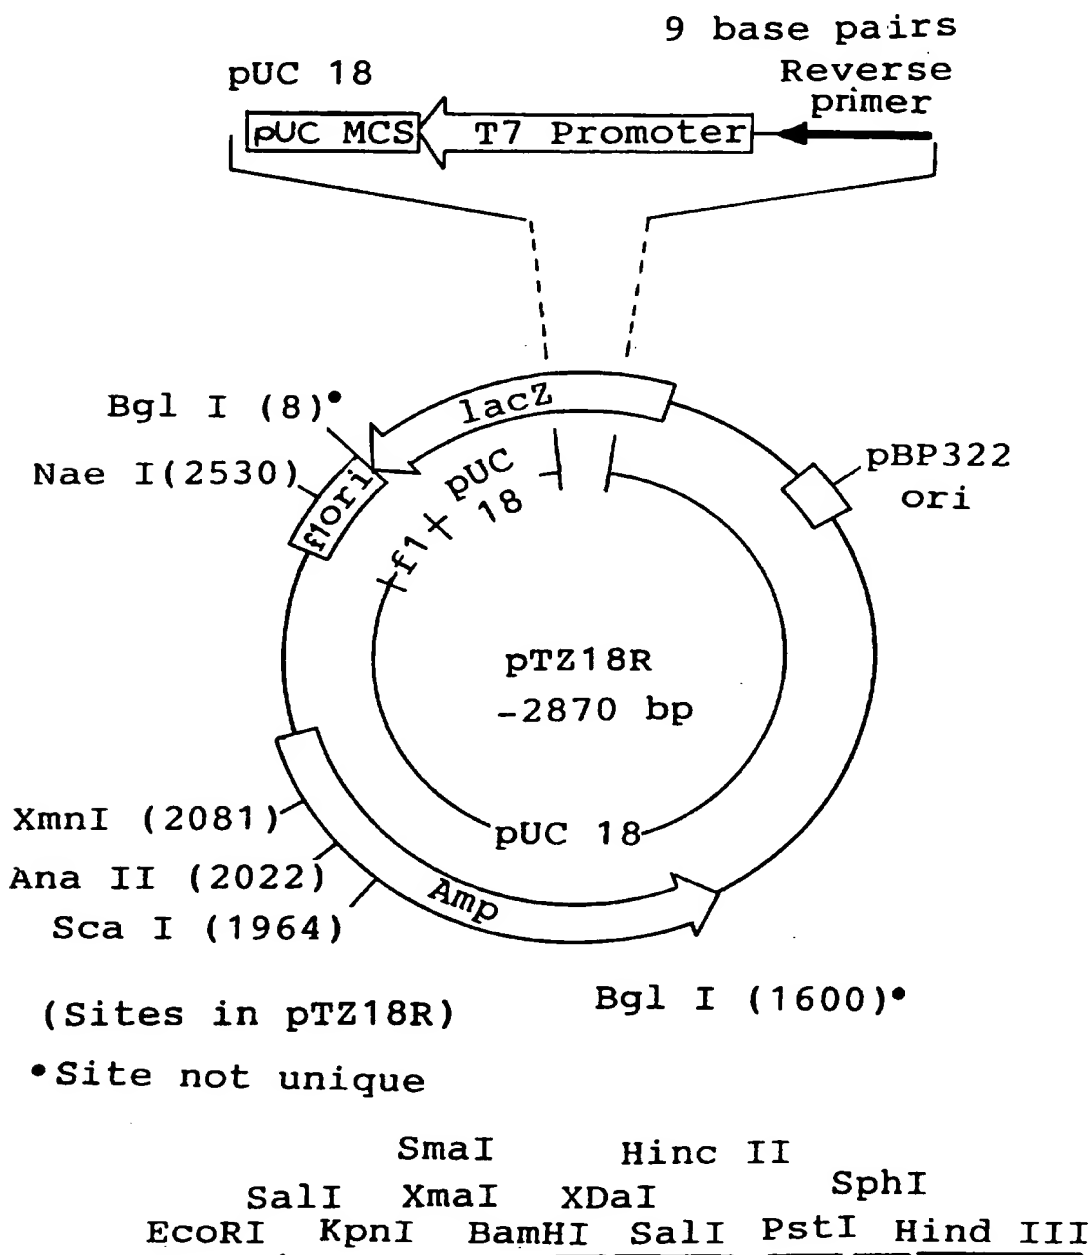 9 base pairs
pUC 18
Reverse
primer
pUC MCS
T7 Promoter
Bgl I (8)•
lacZ
Nae I(2530)
pBP322
ori
f1ori
pUC
18
f1
pTZ18R
-2870 bp
XmnI (2081)
pUC 18
Ana II (2022)
Amp
Sca I (1964)
Bgl I (1600)•
(Sites in pTZ18R)
•Site not unique
SmaI Hinc II
SalI XmaI XDaI SphI
EcoRI KpnI BamHI SalI PstI Hind III